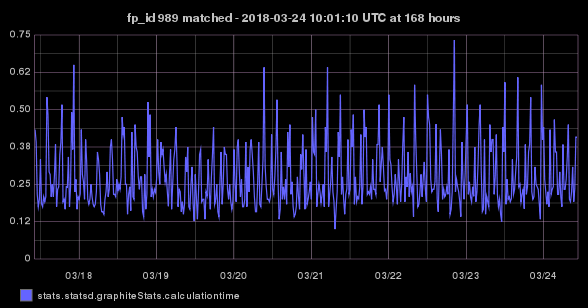 fp_id 989 matched - 2018-03-24 10:01:10 UTC at 168 hours
0.75
0.62
0.50
0.38
0.25
0.12
0
03/18 03/19 03/20 03/21 03/22 03/23 03/24
stats.statsd.graphiteStats.calculationtime